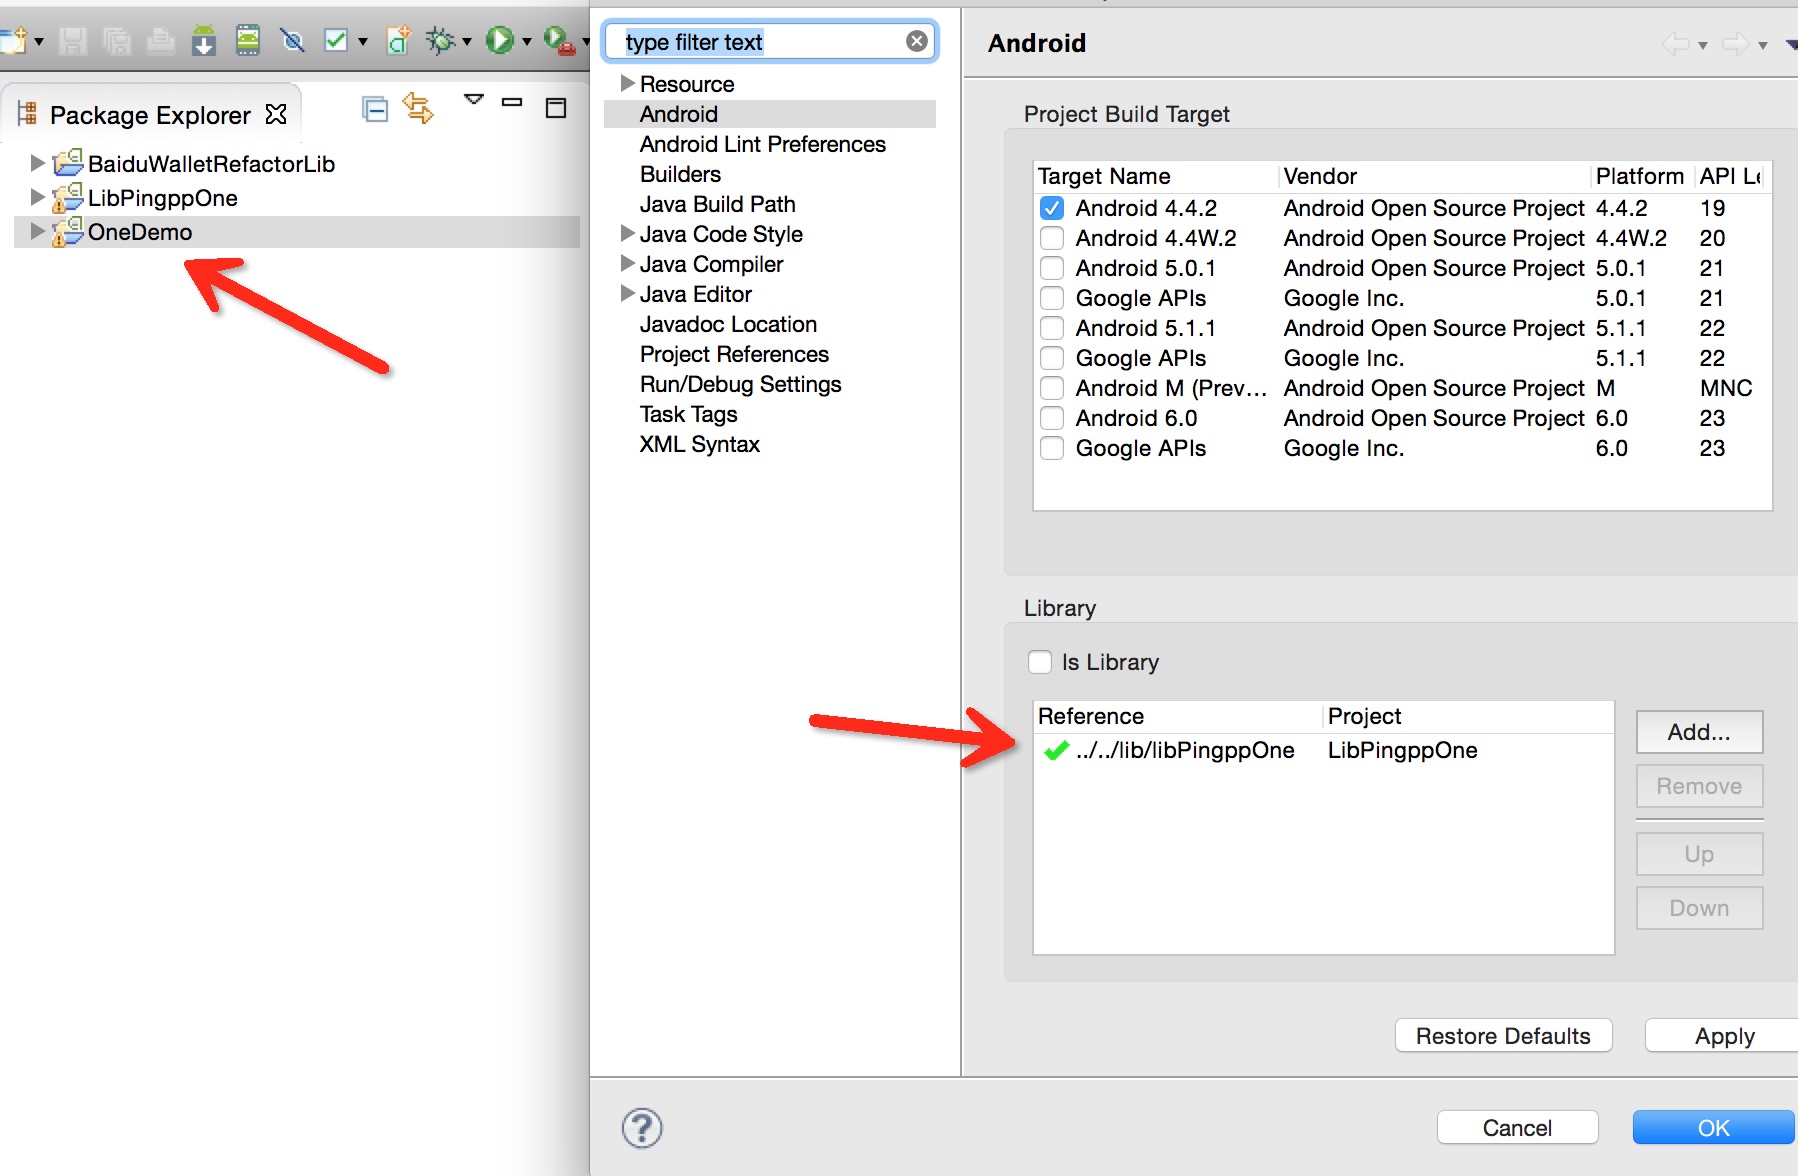 Package Explorer
BaiduWalletRefactorLib
LibPingppOne
OneDemo
type filter text
Resource
Android
Android Lint Preferences
Builders
Java Build Path
Java Code Style
Java Compiler
Java Editor
Javadoc Location
Project References
Run/Debug Settings
Task Tags
XML Syntax
Android
Project Build Target
Target Name Vendor Platform API Le
Android 4.4.2 Android Open Source Project 4.4.2 19
Android 4.4W.2 Android Open Source Project 4.4W.2 20
Android 5.0.1 Android Open Source Project 5.0.1 21
Google APIs Google Inc. 5.0.1 21
Android 5.1.1 Android Open Source Project 5.1.1 22
Google APIs Google Inc. 5.1.1 22
Android M (Prev... Android Open Source Project M MNC
Android 6.0 Android Open Source Project 6.0 23
Google APIs Google Inc. 6.0 23
Library
Is Library
Reference Project
../../lib/libPingppOne LibPingppOne
Add...
Remove
Up
Down
Restore Defaults Apply
? Cancel OK